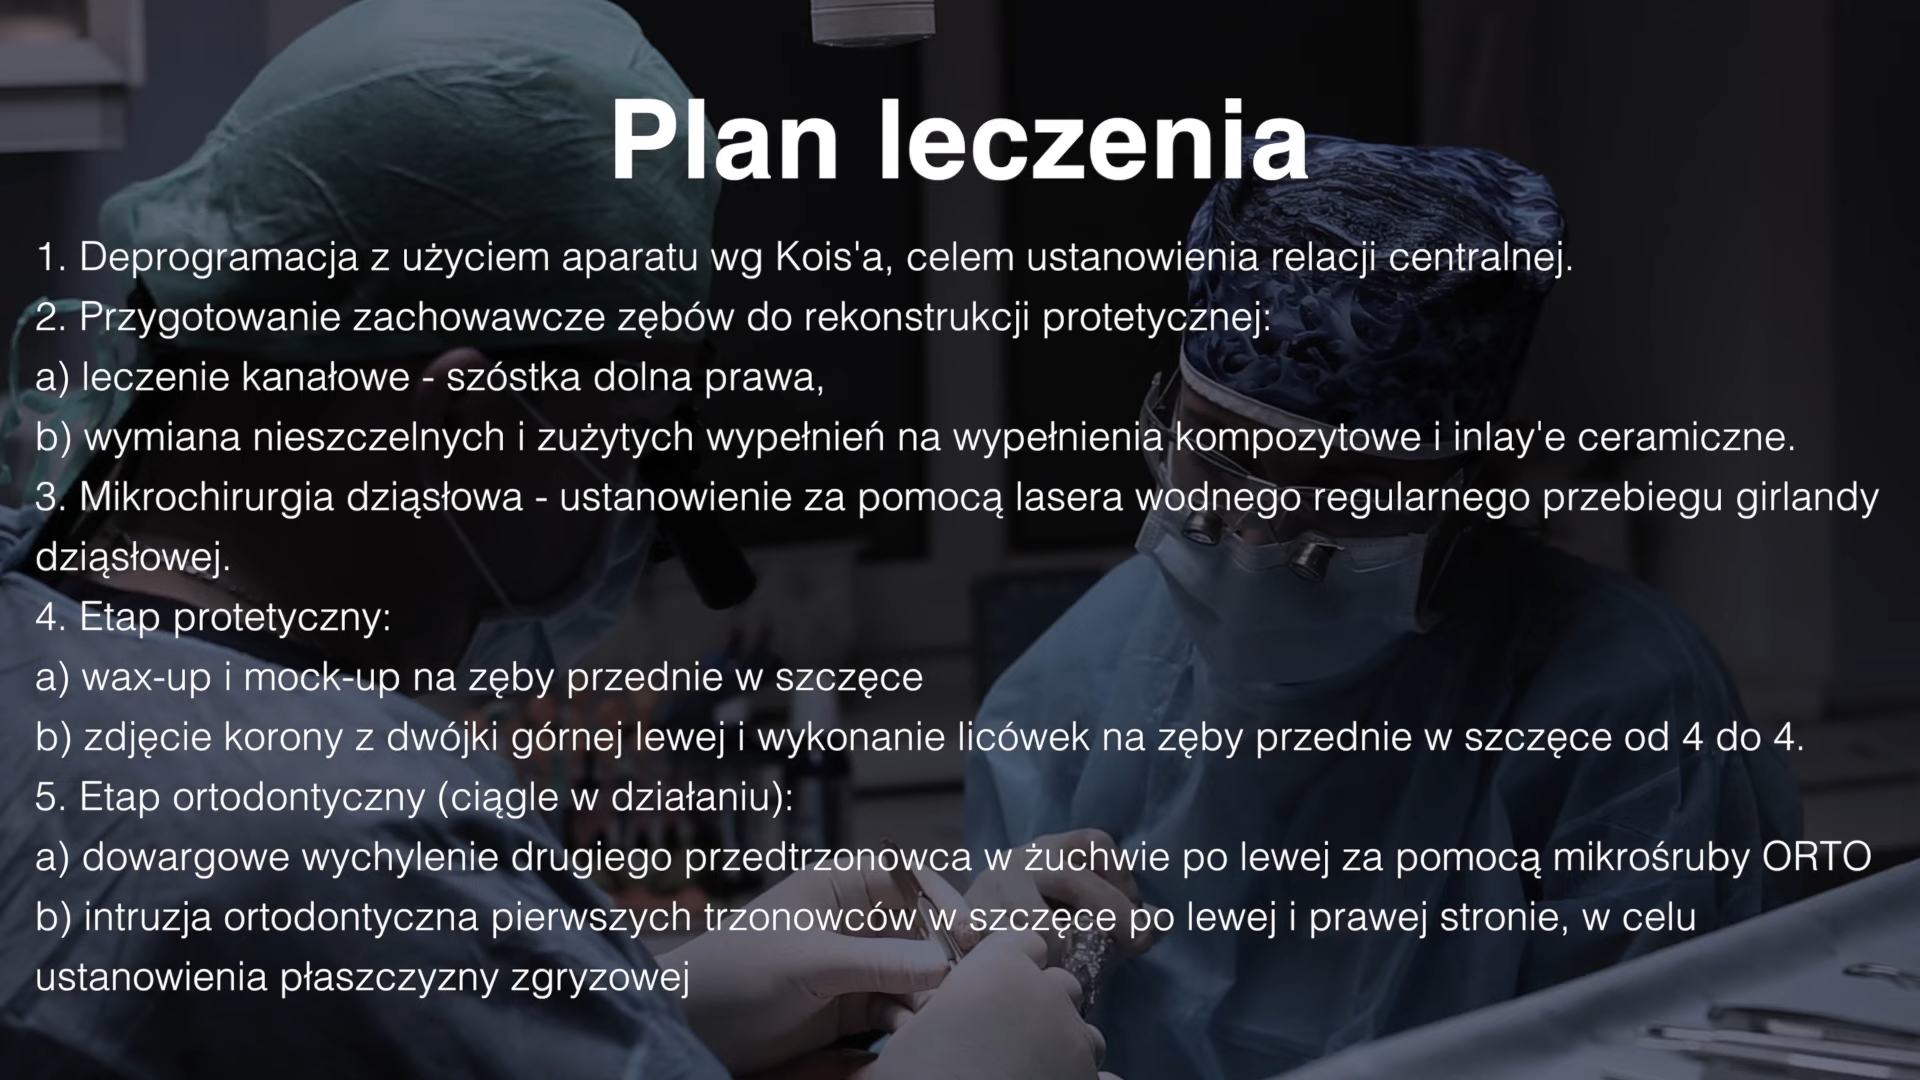 Plan leczenia
1. Deprogramacja z użyciem aparatu wg Kois'a, celem ustanowienia relacji centralnej.
2. Przygotowanie zachowawcze zębów do rekonstrukcji protetycznej:
a) leczenie kanałowe - szóstka dolna prawa,
b) wymiana nieszczelnych i zużytych wypełnień na wypełnienia kompozytowe i inlay'e ceramiczne.
3. Mikrochirurgia dziąsłowa - ustanowienie za pomocą lasera wodnego regularnego przebiegu girlandy
dziąsłowej.
4. Etap protetyczny:
a) wax-up i mock-up na zęby przednie w szczęce
b) zdjęcie korony z dwójki górnej lewej i wykonanie licówek na zęby przednie w szczęce od 4 do 4.
5. Etap ortodontyczny (ciągle w działaniu):
a) dowargowe wychylenie drugiego przedtrzonowca w żuchwie po lewej za pomocą mikrośruby ORTO
b) intruzja ortodontyczna pierwszych trzonowców w szczęce po lewej i prawej stronie, w celu
ustanowienia płaszczyzny zgryzowej